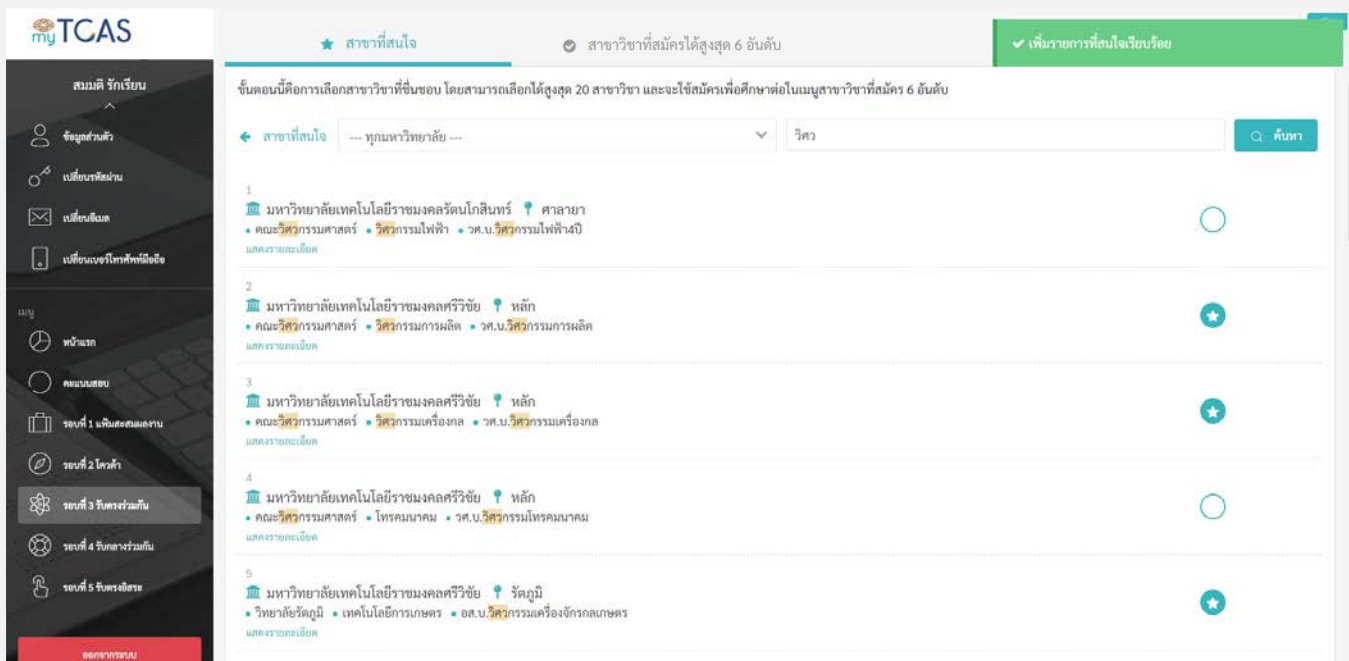 myTCAS
สมมติ รักเรียน
ข้อมูลส่วนตัว
เปลี่ยนรหัสผ่าน
เปลี่ยนอีเมล
เปลี่ยนเบอร์โทรศัพท์มือถือ
เมนู
หน้าแรก
คะแนนสอบ
รอบที่ 1 แฟ้มสะสมผลงาน
รอบที่ 2 โควต้า
รอบที่ 3 รับตรงร่วมกัน
รอบที่ 4 รับกลางร่วมกัน
รอบที่ 5 รับตรงอิสระ
ออกจากระบบ
สาขาที่สนใจ
สาขาวิชาที่สมัครได้สูงสุด 6 อันดับ
เพิ่มรายการที่สนใจเรียบร้อย
ขั้นตอนนี้คือการเลือกสาขาวิชาที่ชื่นชอบ โดยสามารถเลือกได้สูงสุด 20 สาขาวิชา และจะใช้สมัครเพื่อศึกษาต่อในเมนูสาขาวิชาที่สมัคร 6 อันดับ
สาขาที่สนใจ --- ทุกมหาวิทยาลัย --- วิศว ค้นหา
1
มหาวิทยาลัยเทคโนโลยีราชมงคลรัตนโกสินทร์ ศาลายา
• คณะวิศวกรรมศาสตร์ • วิศวกรรมไฟฟ้า • วศ.บ.วิศวกรรมไฟฟ้า4ปี
แสดงรายละเอียด
2
มหาวิทยาลัยเทคโนโลยีราชมงคลศรีวิชัย หลัก
• คณะวิศวกรรมศาสตร์ • วิศวกรรมการผลิต • วศ.บ.วิศวกรรมการผลิต
แสดงรายละเอียด
3
มหาวิทยาลัยเทคโนโลยีราชมงคลศรีวิชัย หลัก
• คณะวิศวกรรมศาสตร์ • วิศวกรรมเครื่องกล • วศ.บ.วิศวกรรมเครื่องกล
แสดงรายละเอียด
4
มหาวิทยาลัยเทคโนโลยีราชมงคลศรีวิชัย หลัก
• คณะวิศวกรรมศาสตร์ • โทรคมนาคม • วศ.บ.วิศวกรรมโทรคมนาคม
แสดงรายละเอียด
5
มหาวิทยาลัยเทคโนโลยีราชมงคลศรีวิชัย รัตภูมิ
• วิทยาลัยรัตภูมิ • เทคโนโลยีการเกษตร • อส.บ.วิศวกรรมเครื่องจักรกลเกษตร
แสดงรายละเอียด